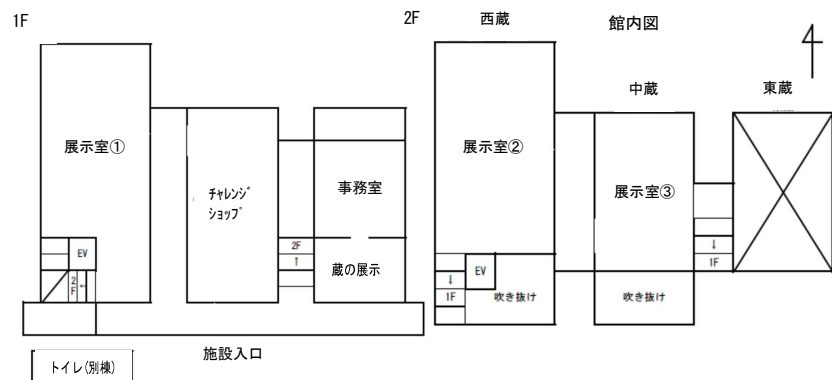 1F
展示室①
チャレンジ
ショップ
事務室
EV
2F
↑
蔵の展示
2F
←
施設入口
トイレ(別棟)
2F
西蔵
館内図
中蔵
東蔵
展示室②
展示室③
↓
1F
EV
↓
1F
吹き抜け
吹き抜け